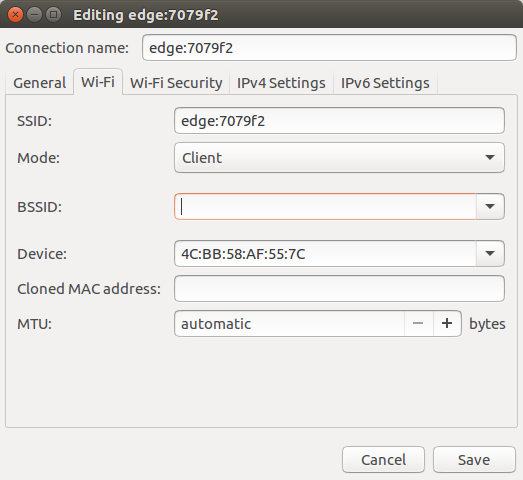 Editing edge:7079f2
Connection name: edge:7079f2
General Wi-Fi Wi-Fi Security IPv4 Settings IPv6 Settings
SSID: edge:7079f2
Mode: Client
BSSID:
Device: 4C:BB:58:AF:55:7C
Cloned MAC address:
MTU: automatic − + bytes
Cancel Save